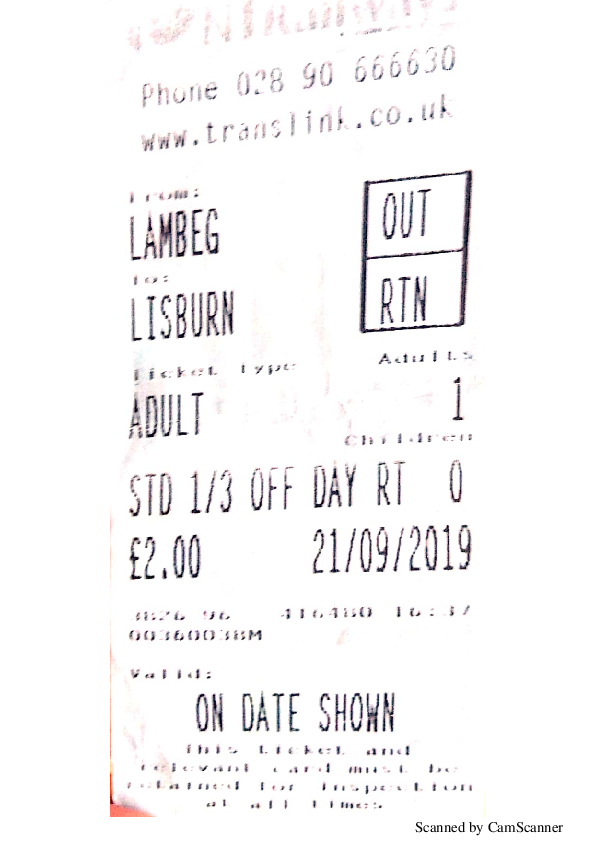 Phone 028 90 666630
www.translink.co.uk
From:
LAMBEG
OUT
To:
LISBURN
RTN
Ticket Type
Adults
ADULT
1
Children
STD 1/3 OFF DAY RT 0
£2.00 21/09/2019
3826 96 416480 16:37
00360038M
Valid:
ON DATE SHOWN
This ticket and
relevant card must be
retained for inspection
at all times
Scanned by CamScanner